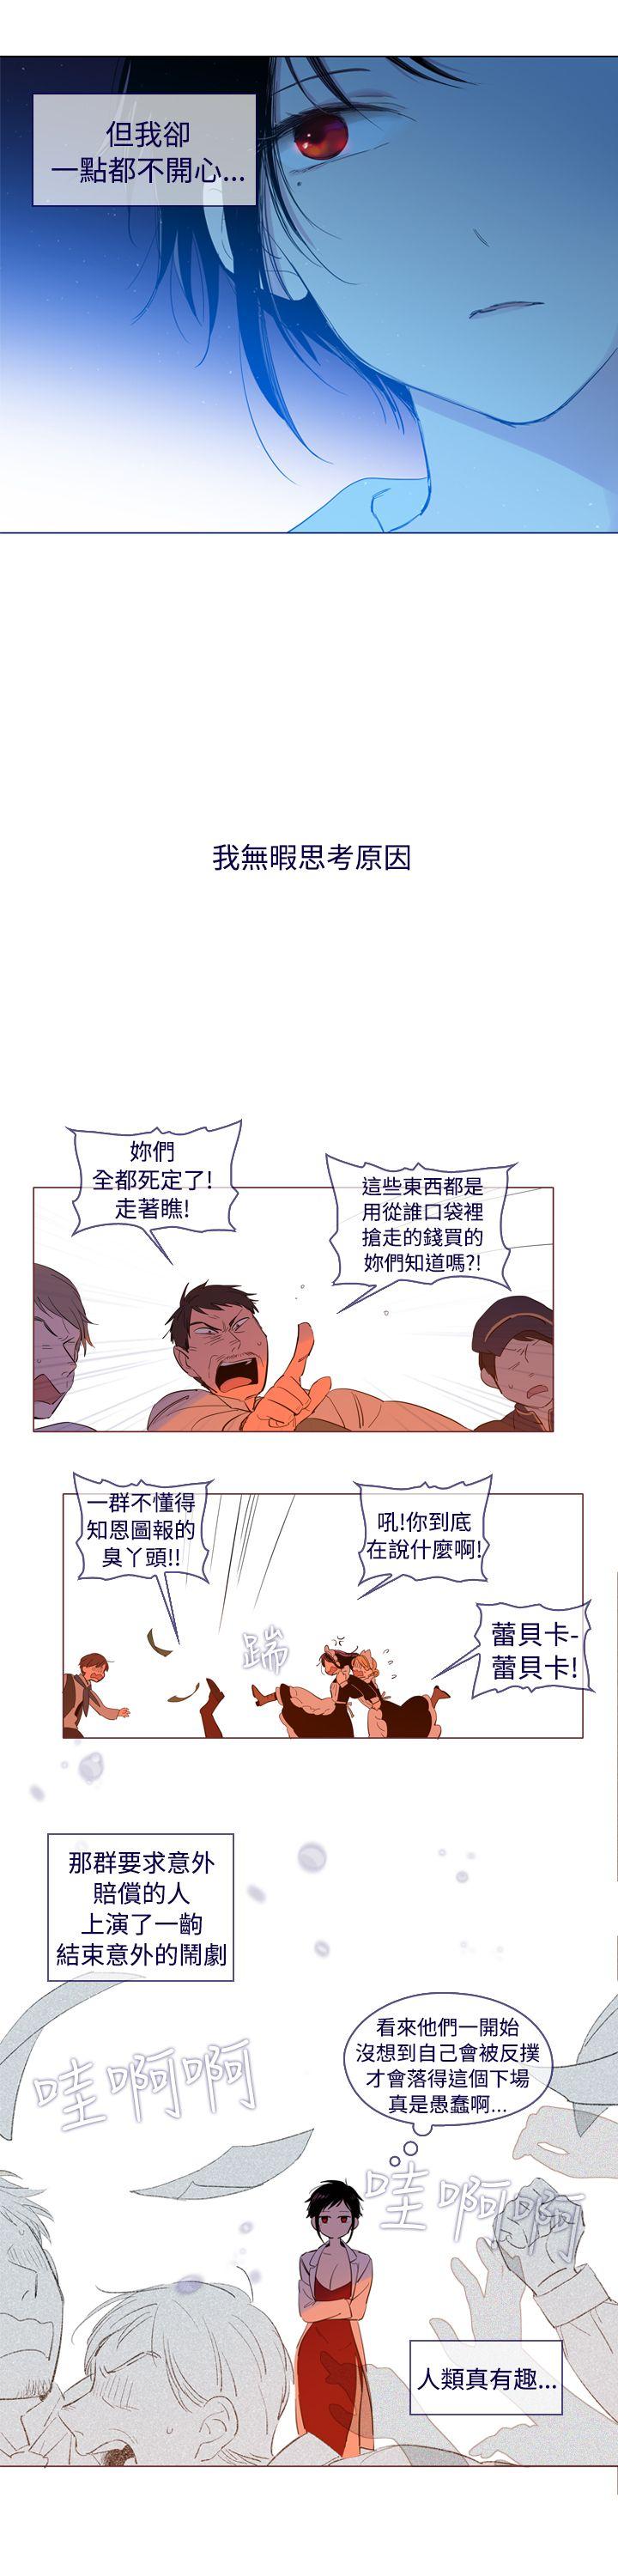 但我卻
一點都不開心...
我無暇思考原因
妳們
全都死定了!
走著瞧!
這些東西都是
用從誰口袋裡
搶走的錢買的
妳們知道嗎?!
一群不懂得
知恩圖報的
臭丫頭!!
吼!你到底
在說什麼啊!
踹
蕾貝卡-
蕾貝卡!
那群要求意外
賠償的人
上演了一齣
結束意外的鬧劇
看來他們一開始
沒想到自己會被反撲
才會落得這個下場
真是愚蠢啊...
哇啊啊
哇啊啊
人類真有趣...